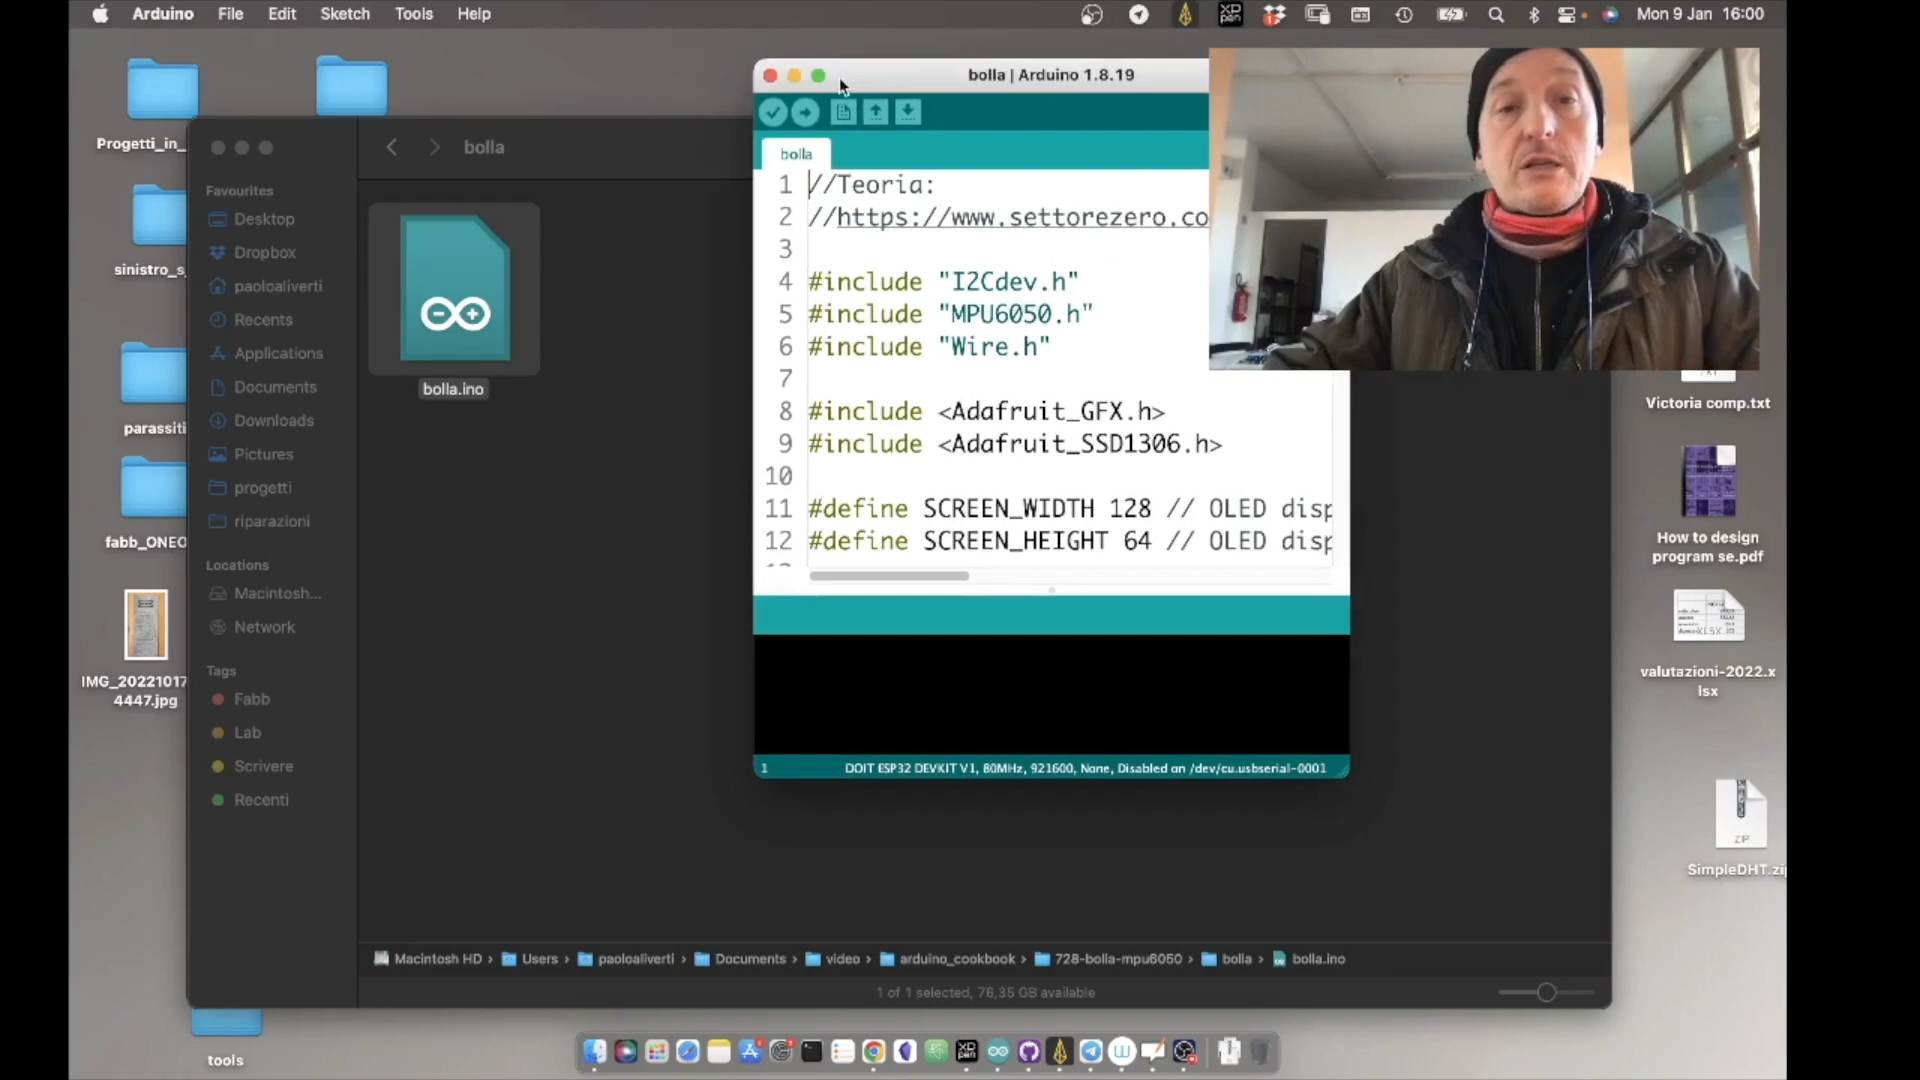 Arduino File Edit Sketch Tools Help
Mon 9 Jan 16:00
Progetti_in_
sinistro_s_
parassiti
fabb_ONEO
IMG_20221017
4447.jpg
tools
bolla
Favourites
Desktop
Dropbox
paoloaliverti
Recents
Applications
Documents
Downloads
Pictures
progetti
riparazioni
Locations
Macintosh...
Network
Tags
Fabb
Lab
Scrivere
Recenti
bolla.ino
bolla | Arduino 1.8.19
bolla
1 //Teoria:
2 //https://www.settorezero.co
3
4 #include "I2Cdev.h"
5 #include "MPU6050.h"
6 #include "Wire.h"
7
8 #include <Adafruit_GFX.h>
9 #include <Adafruit_SSD1306.h>
10
11 #define SCREEN_WIDTH 128 // OLED disp
12 #define SCREEN_HEIGHT 64 // OLED disp
1 DOIT ESP32 DEVKIT V1, 80MHz, 921600, None, Disabled on /dev/cu.usbserial-0001
Victoria comp.txt
How to design
program se.pdf
XLSX
valutazioni-2022.x
lsx
ZIP
SimpleDHT.zi
Macintosh HD › Users › paoloaliverti › Documents › video › arduino_cookbook › 728-bolla-mpu6050 › bolla › bolla.ino
1 of 1 selected, 76,35 GB available